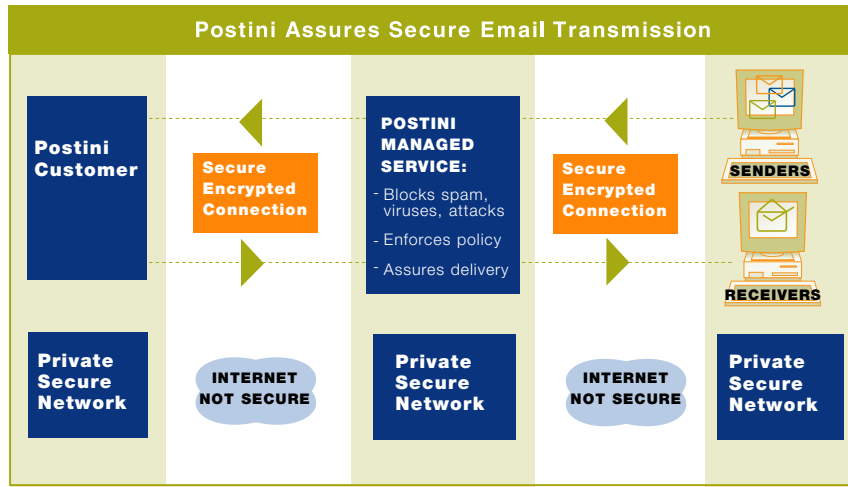 Postini Assures Secure Email Transmission
Postini
Customer
Secure
Encrypted
Connection
POSTINI
MANAGED
SERVICE:
- Blocks spam,
viruses, attacks
- Enforces policy
- Assures delivery
Secure
Encrypted
Connection
SENDERS
RECEIVERS
Private
Secure
Network
INTERNET
NOT SECURE
Private
Secure
Network
INTERNET
NOT SECURE
Private
Secure
Network